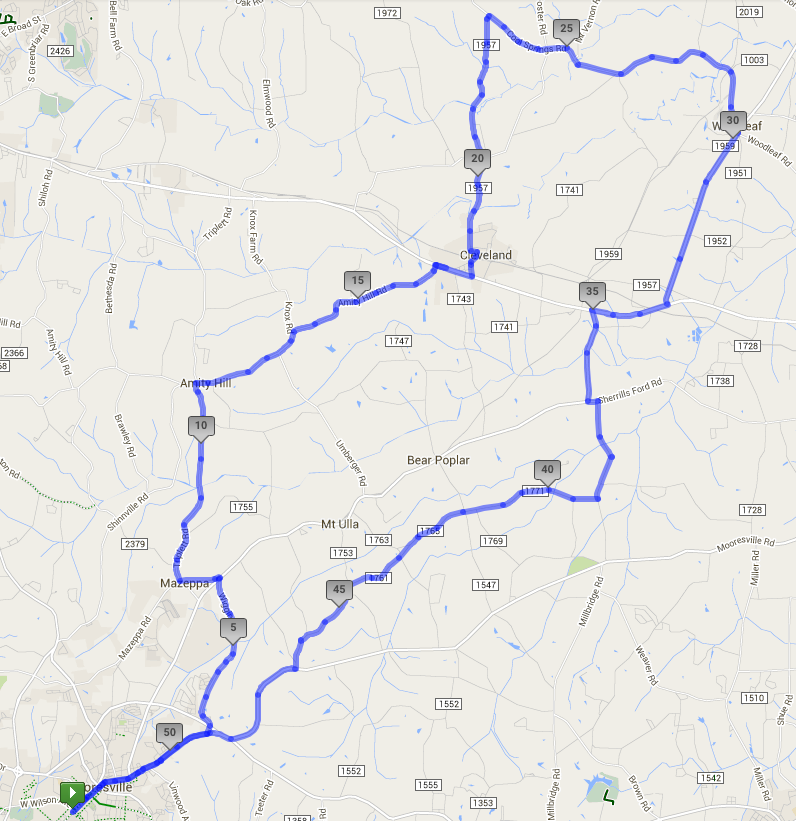 Oak Rd
1972
2019
E Broad St
Bell Farm Rd
S Greenbriar Rd
2426
1957
Cool Springs Rd
25
Mt Vernon R
1003
Elmwood Rd
30
1959
Woodleaf Rd
1951
20
1957
1741
Shiloh Rd
Triplett Rd
Knox Farm Rd
1952
Cleveland
1959
Bethesda Rd
15
Amity Hill Rd
1743
35
1957
Knox Rd
1741
1747
1728
ill Rd
Amity Hill Rd
2366
Amity Hill
1738
Sherrills Ford Rd
10
Brawley Rd
Umberger Rd
Bear Poplar
40
1771
Shinnville Rd
1755
1728
Mt Ulla
1765
2379
1763
1769
Mooresville Rd
1753
Mazeppa
1761
1547
Miller Rd
45
Millbridge Rd
5
Mazeppa Rd
Weaver Rd
1552
1510
Shue Rd
50
1552
1555
1542
W Wilson
ooresville
Linwood A
Teeter Rd
Rd
1358
1353
Millbridge Rd
Brown Rd
Miller Rd